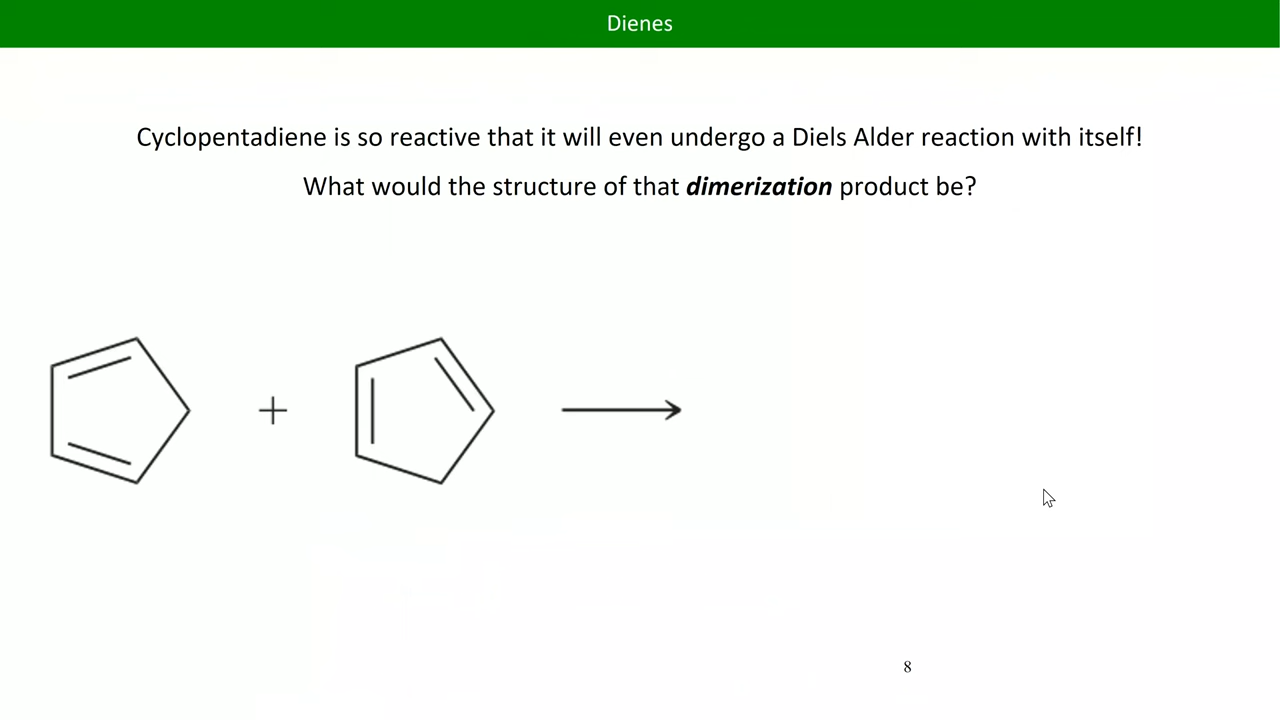 Dienes
Cyclopentadiene is so reactive that it will even undergo a Diels Alder reaction with itself!
What would the structure of that dimerization product be?
+
8